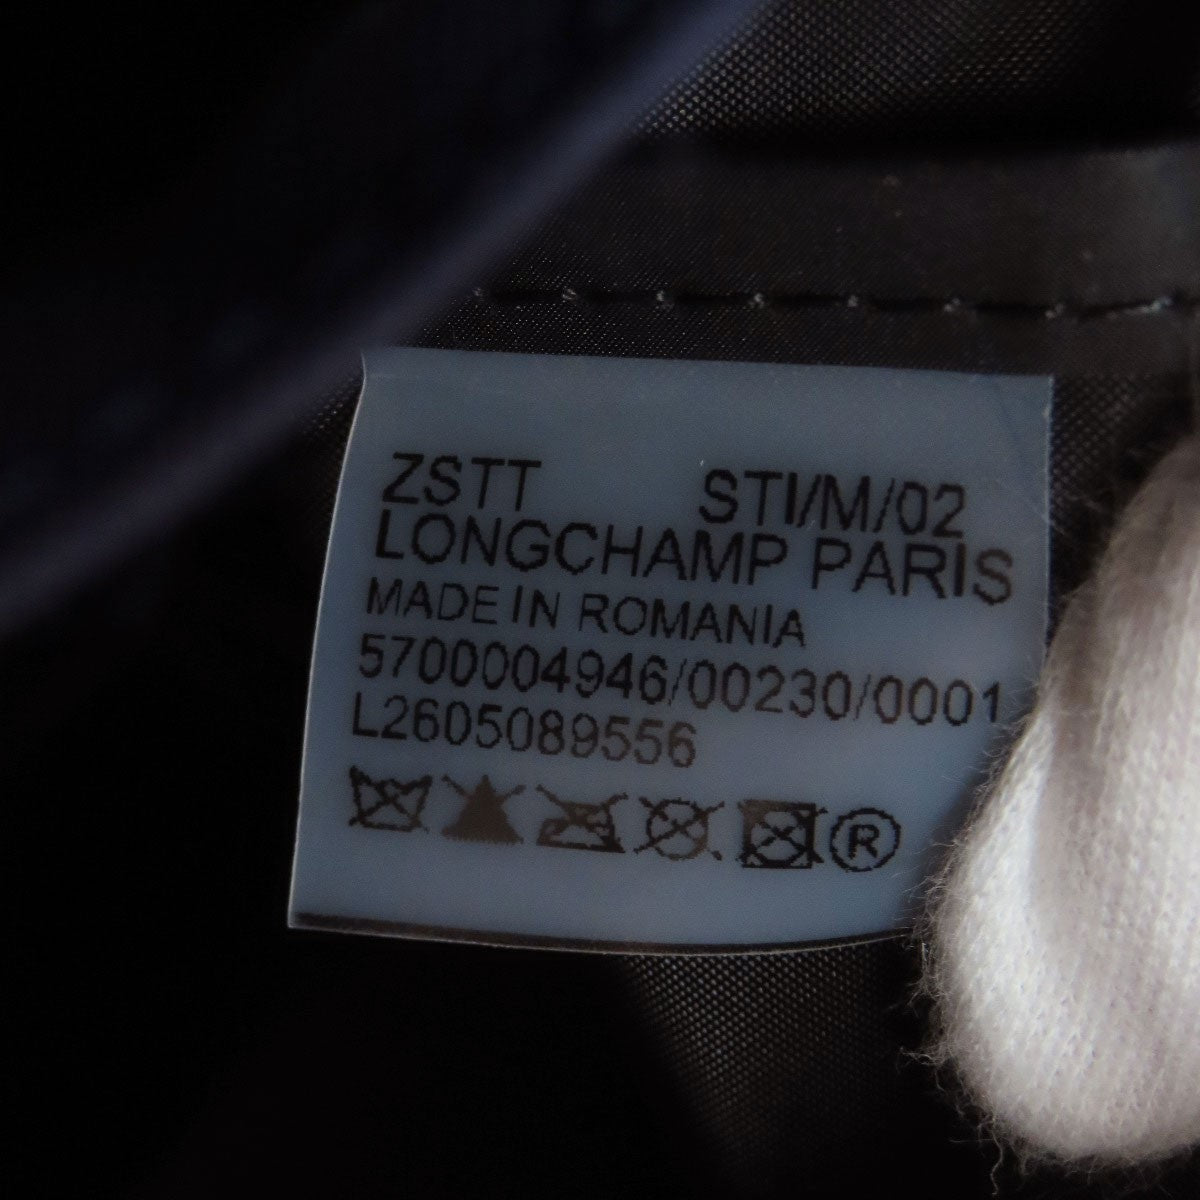 ZSTT STI/M/02
LONGCHAMP PARIS
MADE IN ROMANIA
5700004946/00230/0001
L2605089556
®